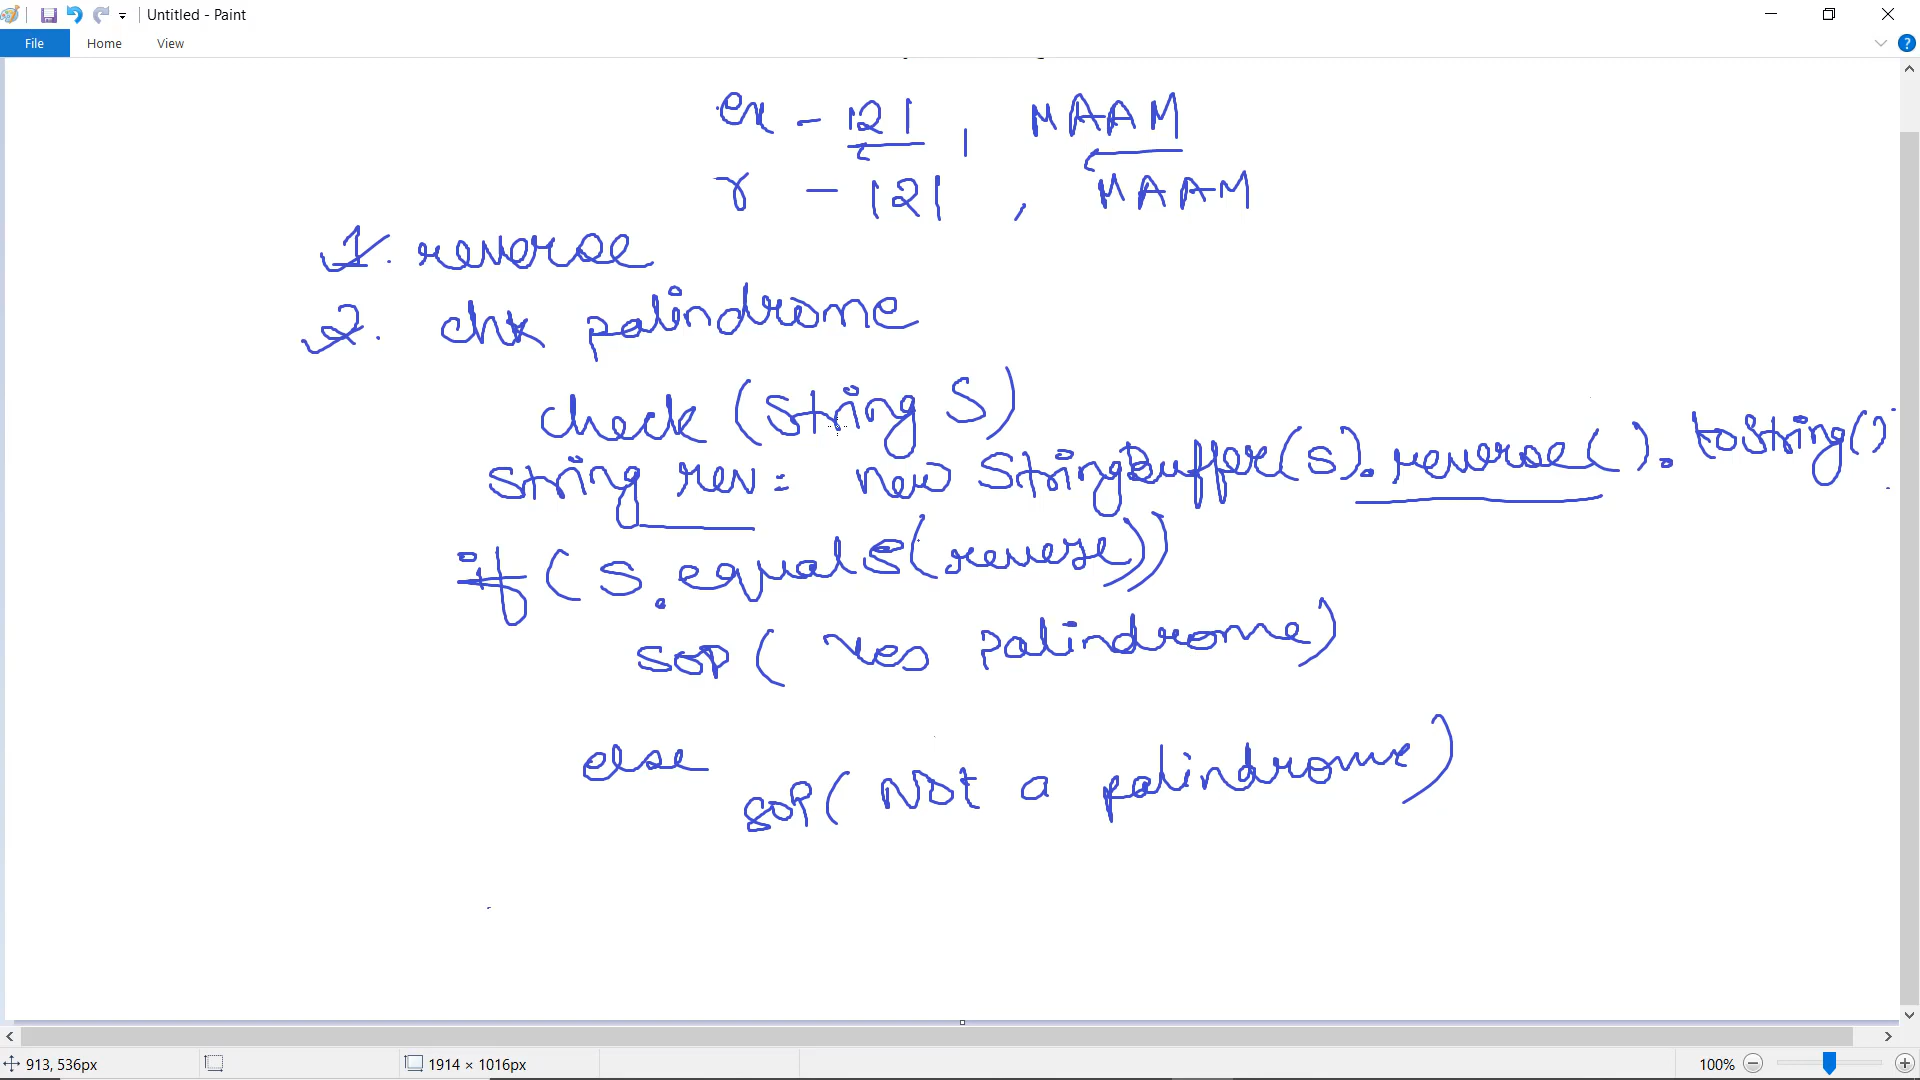 Untitled - Paint
File Home View
ex - 121 , MAAM
r - 121 , MAAM
1. reverse
2. chk palindrome
check (String S)
String rev = new StringBuffer(s).reverse().toString()
if (s.equals(reverse))
sop( Yes palindrome)
else
sop( Not a palindrome)
913, 536px 1914 × 1016px 100%